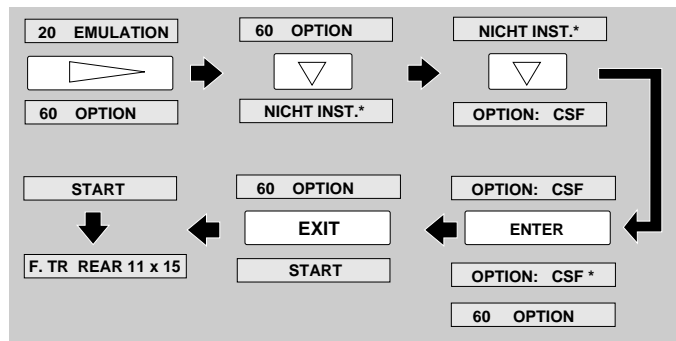 20 EMULATION
60 OPTION
60 OPTION
NICHT INST.*
NICHT INST.*
OPTION: CSF
OPTION: CSF
ENTER
OPTION: CSF *
60 OPTION
60 OPTION
EXIT
START
START
F. TR REAR 11 x 15